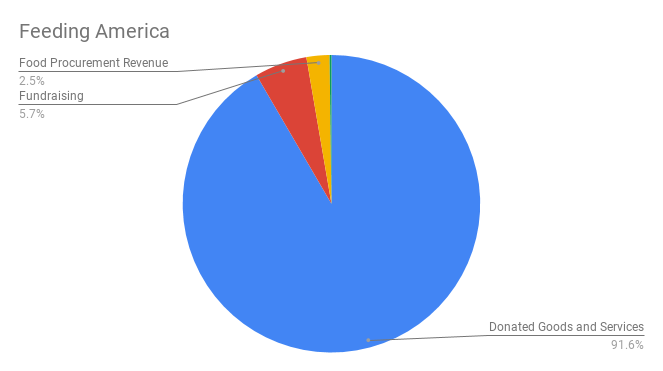 Feeding America
Food Procurement Revenue
2.5%
Fundraising
5.7%
Donated Goods and Services
91.6%